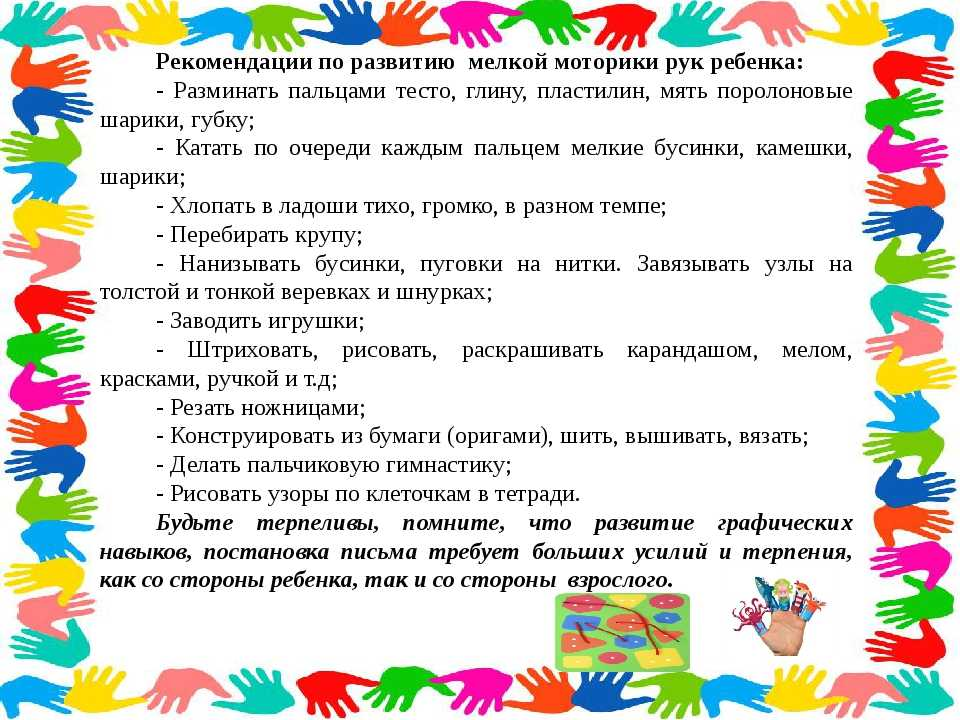 Рекомендации по развитию мелкой моторики рук ребенка:
- Разминать пальцами тесто, глину, пластилин, мять поролоновые
шарики, губку;
- Катать по очереди каждым пальцем мелкие бусинки, камешки,
шарики;
- Хлопать в ладоши тихо, громко, в разном темпе;
- Перебирать крупу;
- Нанизывать бусинки, пуговки на нитки. Завязывать узлы на
толстой и тонкой веревках и шнурках;
- Заводить игрушки;
- Штриховать, рисовать, раскрашивать карандашом, мелом,
красками, ручкой и т.д;
- Резать ножницами;
- Конструировать из бумаги (оригами), шить, вышивать, вязать;
- Делать пальчиковую гимнастику;
- Рисовать узоры по клеточкам в тетради.
Будьте терпеливы, помните, что развитие графических
навыков, постановка письма требует больших усилий и терпения,
как со стороны ребенка, так и со стороны взрослого.